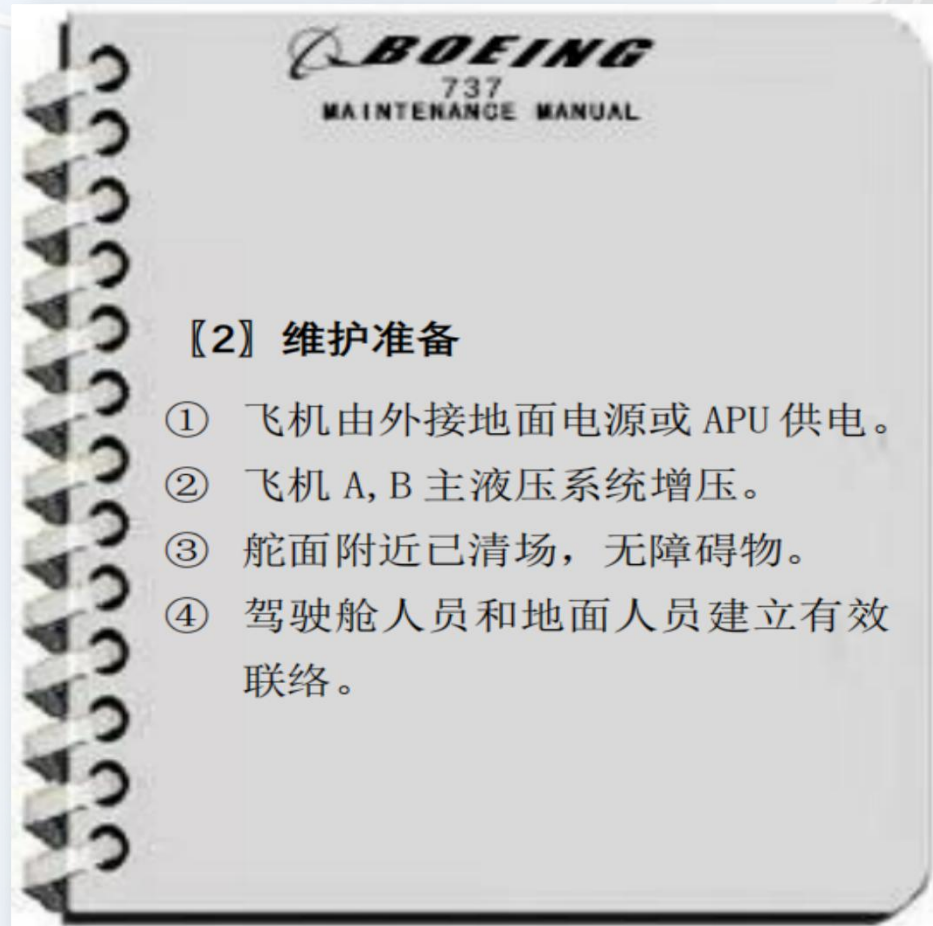 BOEING
737
MAINTENANCE MANUAL
〖2〗维护准备
① 飞机由外接地面电源或 APU 供电。
② 飞机 A,B 主液压系统增压。
③ 舵面附近已清场，无障碍物。
④ 驾驶舱人员和地面人员建立有效
联络。